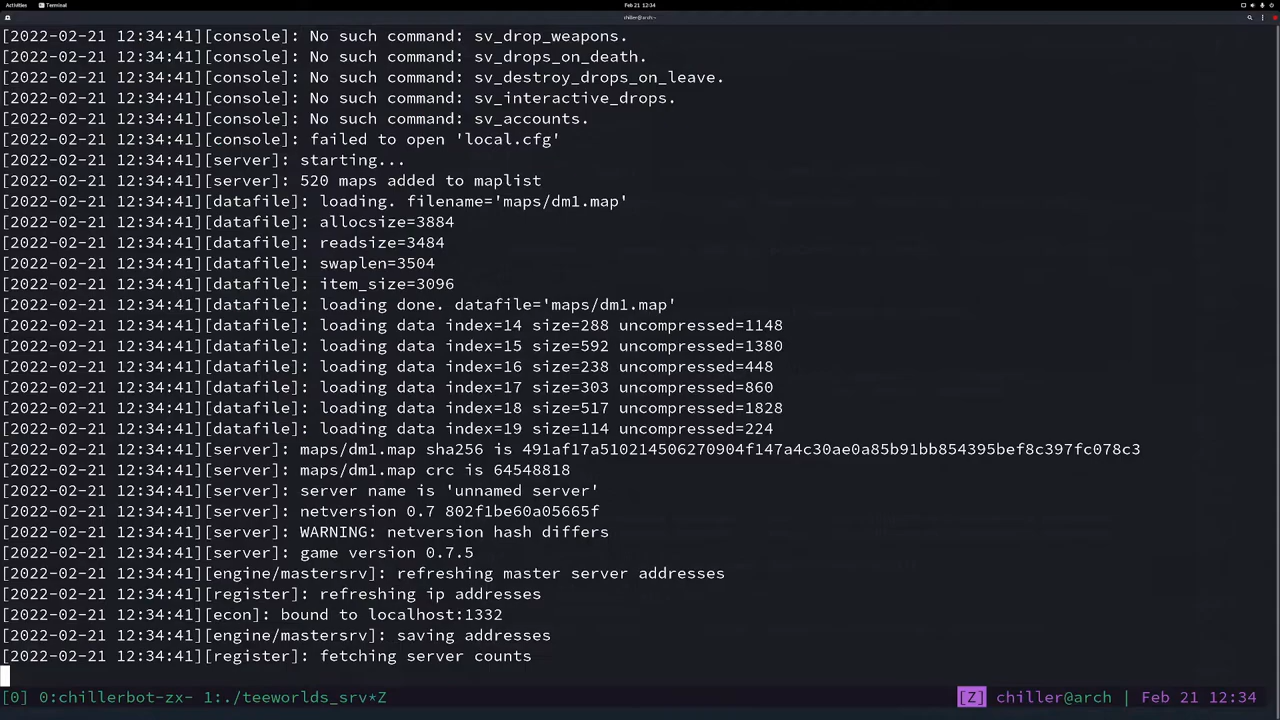 Activities Terminal Feb 21 12:34
chiller@arch:~
[2022-02-21 12:34:41][console]: No such command: sv_drop_weapons.
[2022-02-21 12:34:41][console]: No such command: sv_drops_on_death.
[2022-02-21 12:34:41][console]: No such command: sv_destroy_drops_on_leave.
[2022-02-21 12:34:41][console]: No such command: sv_interactive_drops.
[2022-02-21 12:34:41][console]: No such command: sv_accounts.
[2022-02-21 12:34:41][console]: failed to open 'local.cfg'
[2022-02-21 12:34:41][server]: starting...
[2022-02-21 12:34:41][server]: 520 maps added to maplist
[2022-02-21 12:34:41][datafile]: loading. filename='maps/dm1.map'
[2022-02-21 12:34:41][datafile]: allocsize=3884
[2022-02-21 12:34:41][datafile]: readsize=3484
[2022-02-21 12:34:41][datafile]: swaplen=3504
[2022-02-21 12:34:41][datafile]: item_size=3096
[2022-02-21 12:34:41][datafile]: loading done. datafile='maps/dm1.map'
[2022-02-21 12:34:41][datafile]: loading data index=14 size=288 uncompressed=1148
[2022-02-21 12:34:41][datafile]: loading data index=15 size=592 uncompressed=1380
[2022-02-21 12:34:41][datafile]: loading data index=16 size=238 uncompressed=448
[2022-02-21 12:34:41][datafile]: loading data index=17 size=303 uncompressed=860
[2022-02-21 12:34:41][datafile]: loading data index=18 size=517 uncompressed=1828
[2022-02-21 12:34:41][datafile]: loading data index=19 size=114 uncompressed=224
[2022-02-21 12:34:41][server]: maps/dm1.map sha256 is 491af17a510214506270904f147a4c30ae0a85b91bb854395bef8c397fc078c3
[2022-02-21 12:34:41][server]: maps/dm1.map crc is 64548818
[2022-02-21 12:34:41][server]: server name is 'unnamed server'
[2022-02-21 12:34:41][server]: netversion 0.7 802f1be60a05665f
[2022-02-21 12:34:41][server]: WARNING: netversion hash differs
[2022-02-21 12:34:41][server]: game version 0.7.5
[2022-02-21 12:34:41][engine/mastersrv]: refreshing master server addresses
[2022-02-21 12:34:41][register]: refreshing ip addresses
[2022-02-21 12:34:41][econ]: bound to localhost:1332
[2022-02-21 12:34:41][engine/mastersrv]: saving addresses
[2022-02-21 12:34:41][register]: fetching server counts
[0] 0:chillerbot-zx- 1:./teeworlds_srv*Z [Z] chiller@arch | Feb 21 12:34